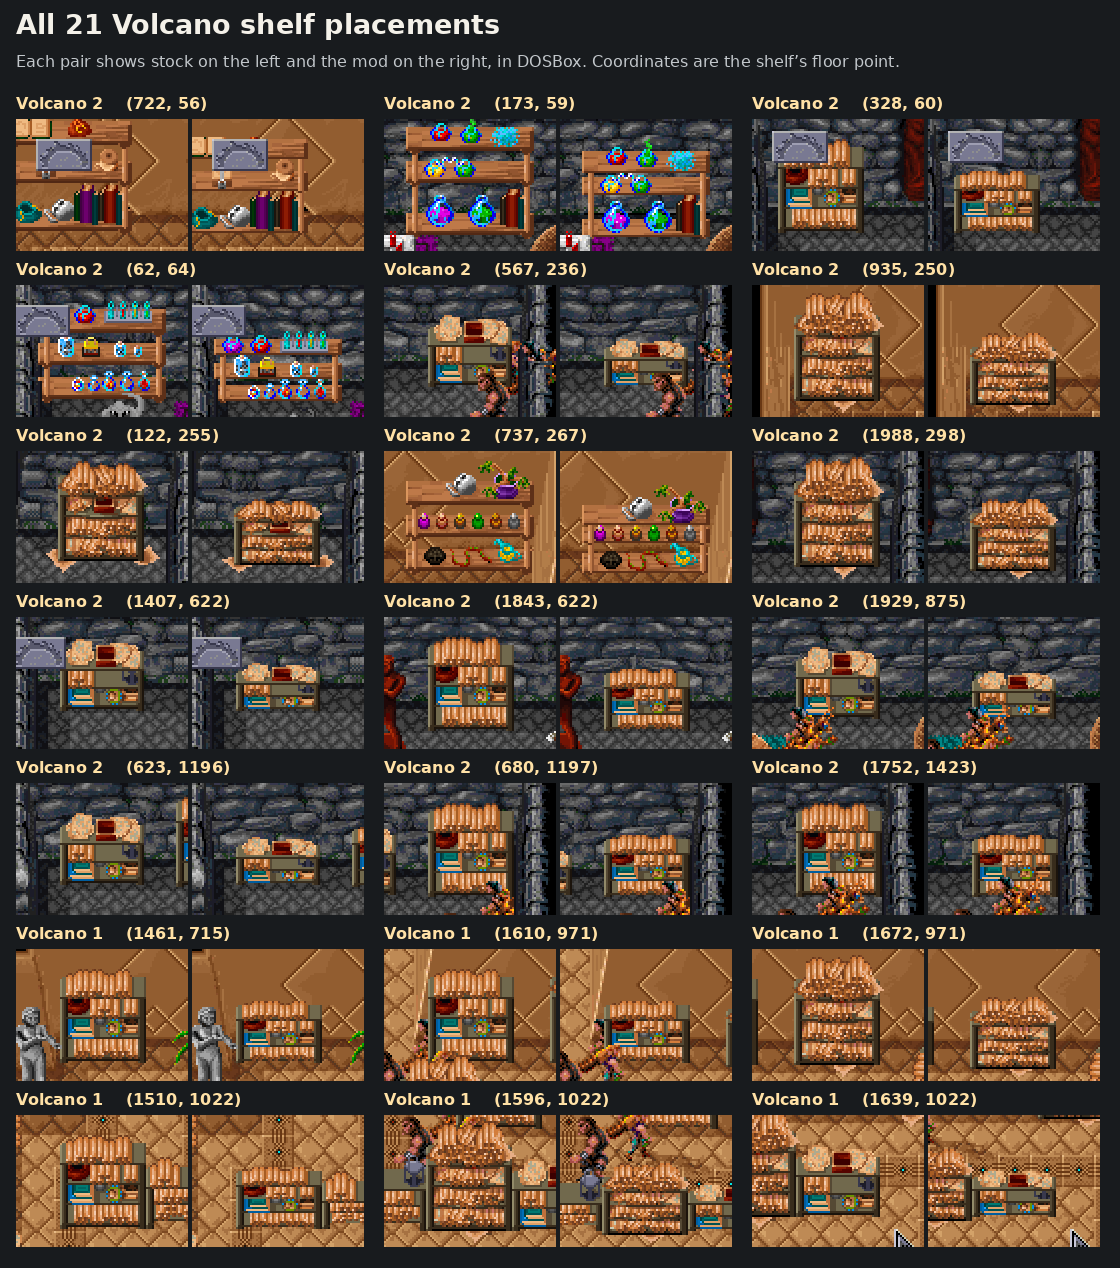 All 21 Volcano shelf placements
Each pair shows stock on the left and the mod on the right, in DOSBox. Coordinates are the shelf’s floor point.
Volcano 2 (722, 56)
Volcano 2 (173, 59)
Volcano 2 (328, 60)
Volcano 2 (62, 64)
Volcano 2 (567, 236)
Volcano 2 (935, 250)
Volcano 2 (122, 255)
Volcano 2 (737, 267)
Volcano 2 (1988, 298)
Volcano 2 (1407, 622)
Volcano 2 (1843, 622)
Volcano 2 (1929, 875)
Volcano 2 (623, 1196)
Volcano 2 (680, 1197)
Volcano 2 (1752, 1423)
Volcano 1 (1461, 715)
Volcano 1 (1610, 971)
Volcano 1 (1672, 971)
Volcano 1 (1510, 1022)
Volcano 1 (1596, 1022)
Volcano 1 (1639, 1022)